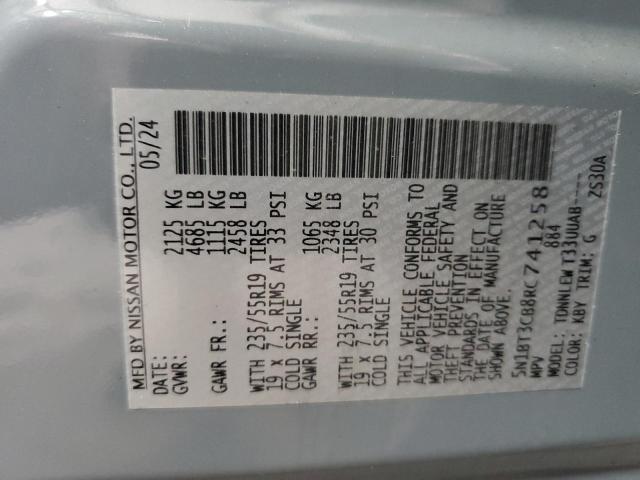 MFD BY NISSAN MOTOR CO., LTD.
DATE: 05/24
GVWR: 2125 KG
4685 LB
GAWR FR.: 1115 KG
2458 LB
WITH 235/55R19 TIRES
19 x 7.5 RIMS AT 33 PSI
COLD SINGLE
GAWR RR.: 1065 KG
2348 LB
WITH 235/55R19 TIRES
19 x 7.5 RIMS AT 30 PSI
COLD SINGLE
THIS VEHICLE CONFORMS TO
ALL APPLICABLE FEDERAL
MOTOR VEHICLE SAFETY AND
THEFT PREVENTION
STANDARDS IN EFFECT ON
THE DATE OF MANUFACTURE
SHOWN ABOVE
5N1BT3CB8RC741258
MPV 884
MODEL: TDNNLEW T33UUAB----
COLOR: KBY TRIM: G ZS30A